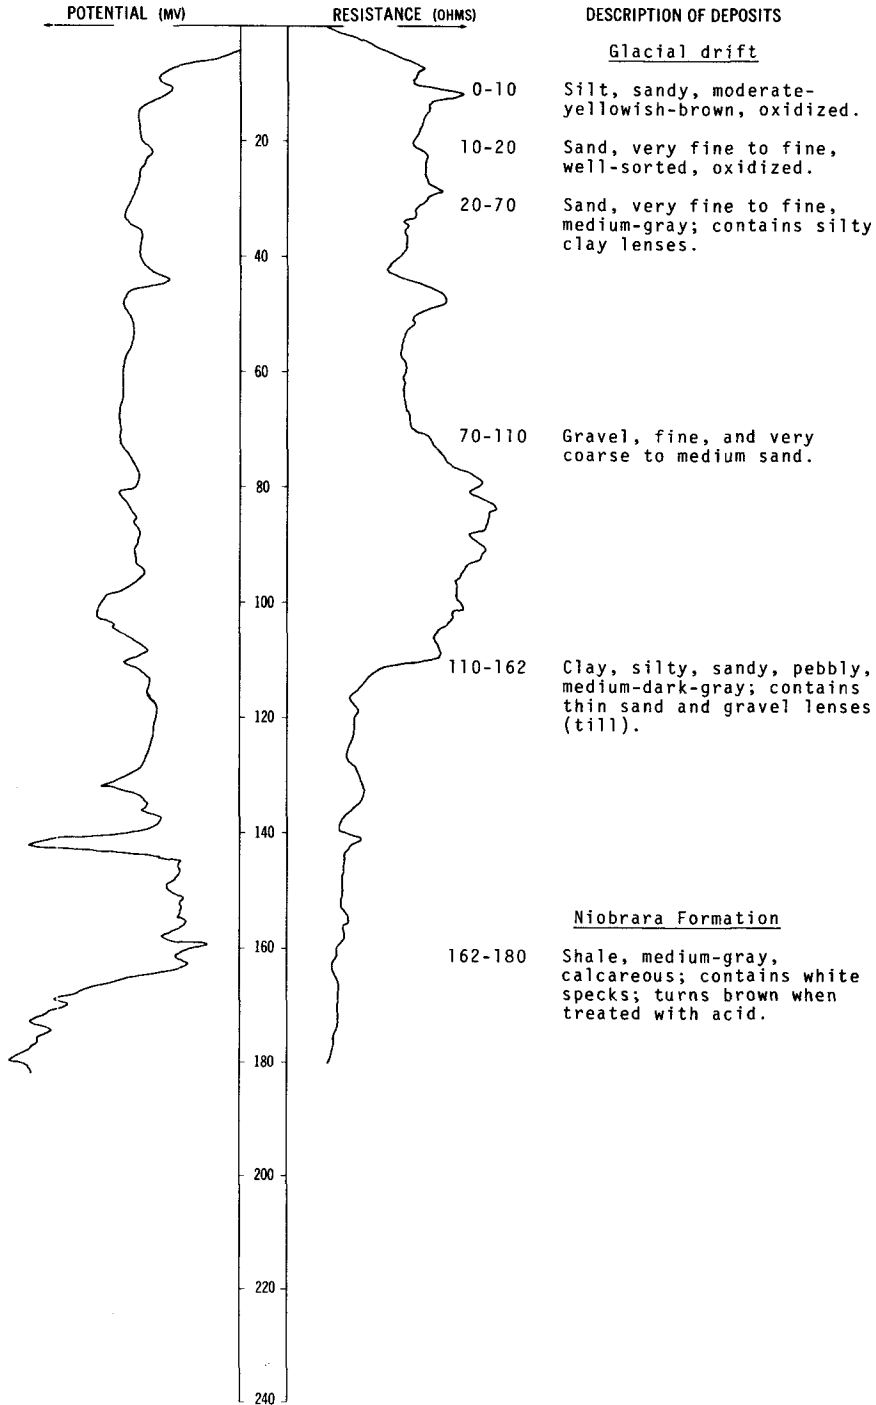 POTENTIAL (MV)
RESISTANCE (OHMS)
DESCRIPTION OF DEPOSITS
Glacial drift
0-10 Silt, sandy, moderate-
yellowish-brown, oxidized.
20
10-20 Sand, very fine to fine,
well-sorted, oxidized.
20-70 Sand, very fine to fine,
medium-gray; contains silty
clay lenses.
40
60
70-110 Gravel, fine, and very
coarse to medium sand.
80
100
110-162 Clay, silty, sandy, pebbly,
medium-dark-gray; contains
thin sand and gravel lenses
(till).
120
140
Niobrara Formation
160
162-180 Shale, medium-gray,
calcareous; contains white
specks; turns brown when
treated with acid.
180
200
220
240